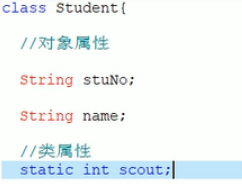 class Student{
//对象属性
String stuNo;
String name;
//类属性
static int scout;